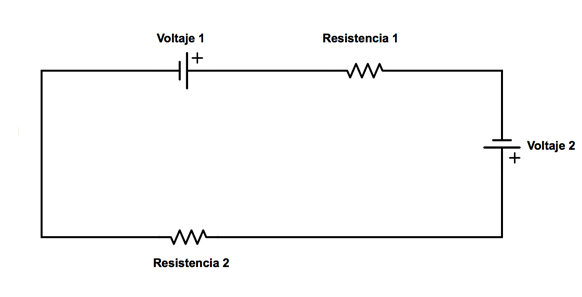 Voltaje 1
Resistencia 1
+
Voltaje 2
+
Resistencia 2